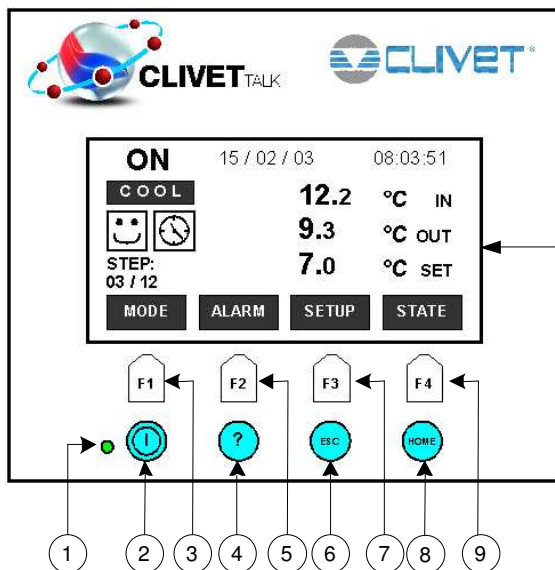 CLIVET TALK
CLIVET®
ON 15 / 02 / 03 08:03:51
COOL 12.2 °C IN
9.3 °C OUT
STEP: 7.0 °C SET
03 / 12
MODE ALARM SETUP STATE
F1 F2 F3 F4
? ESC HOME
1 2 3 4 5 6 7 8 9